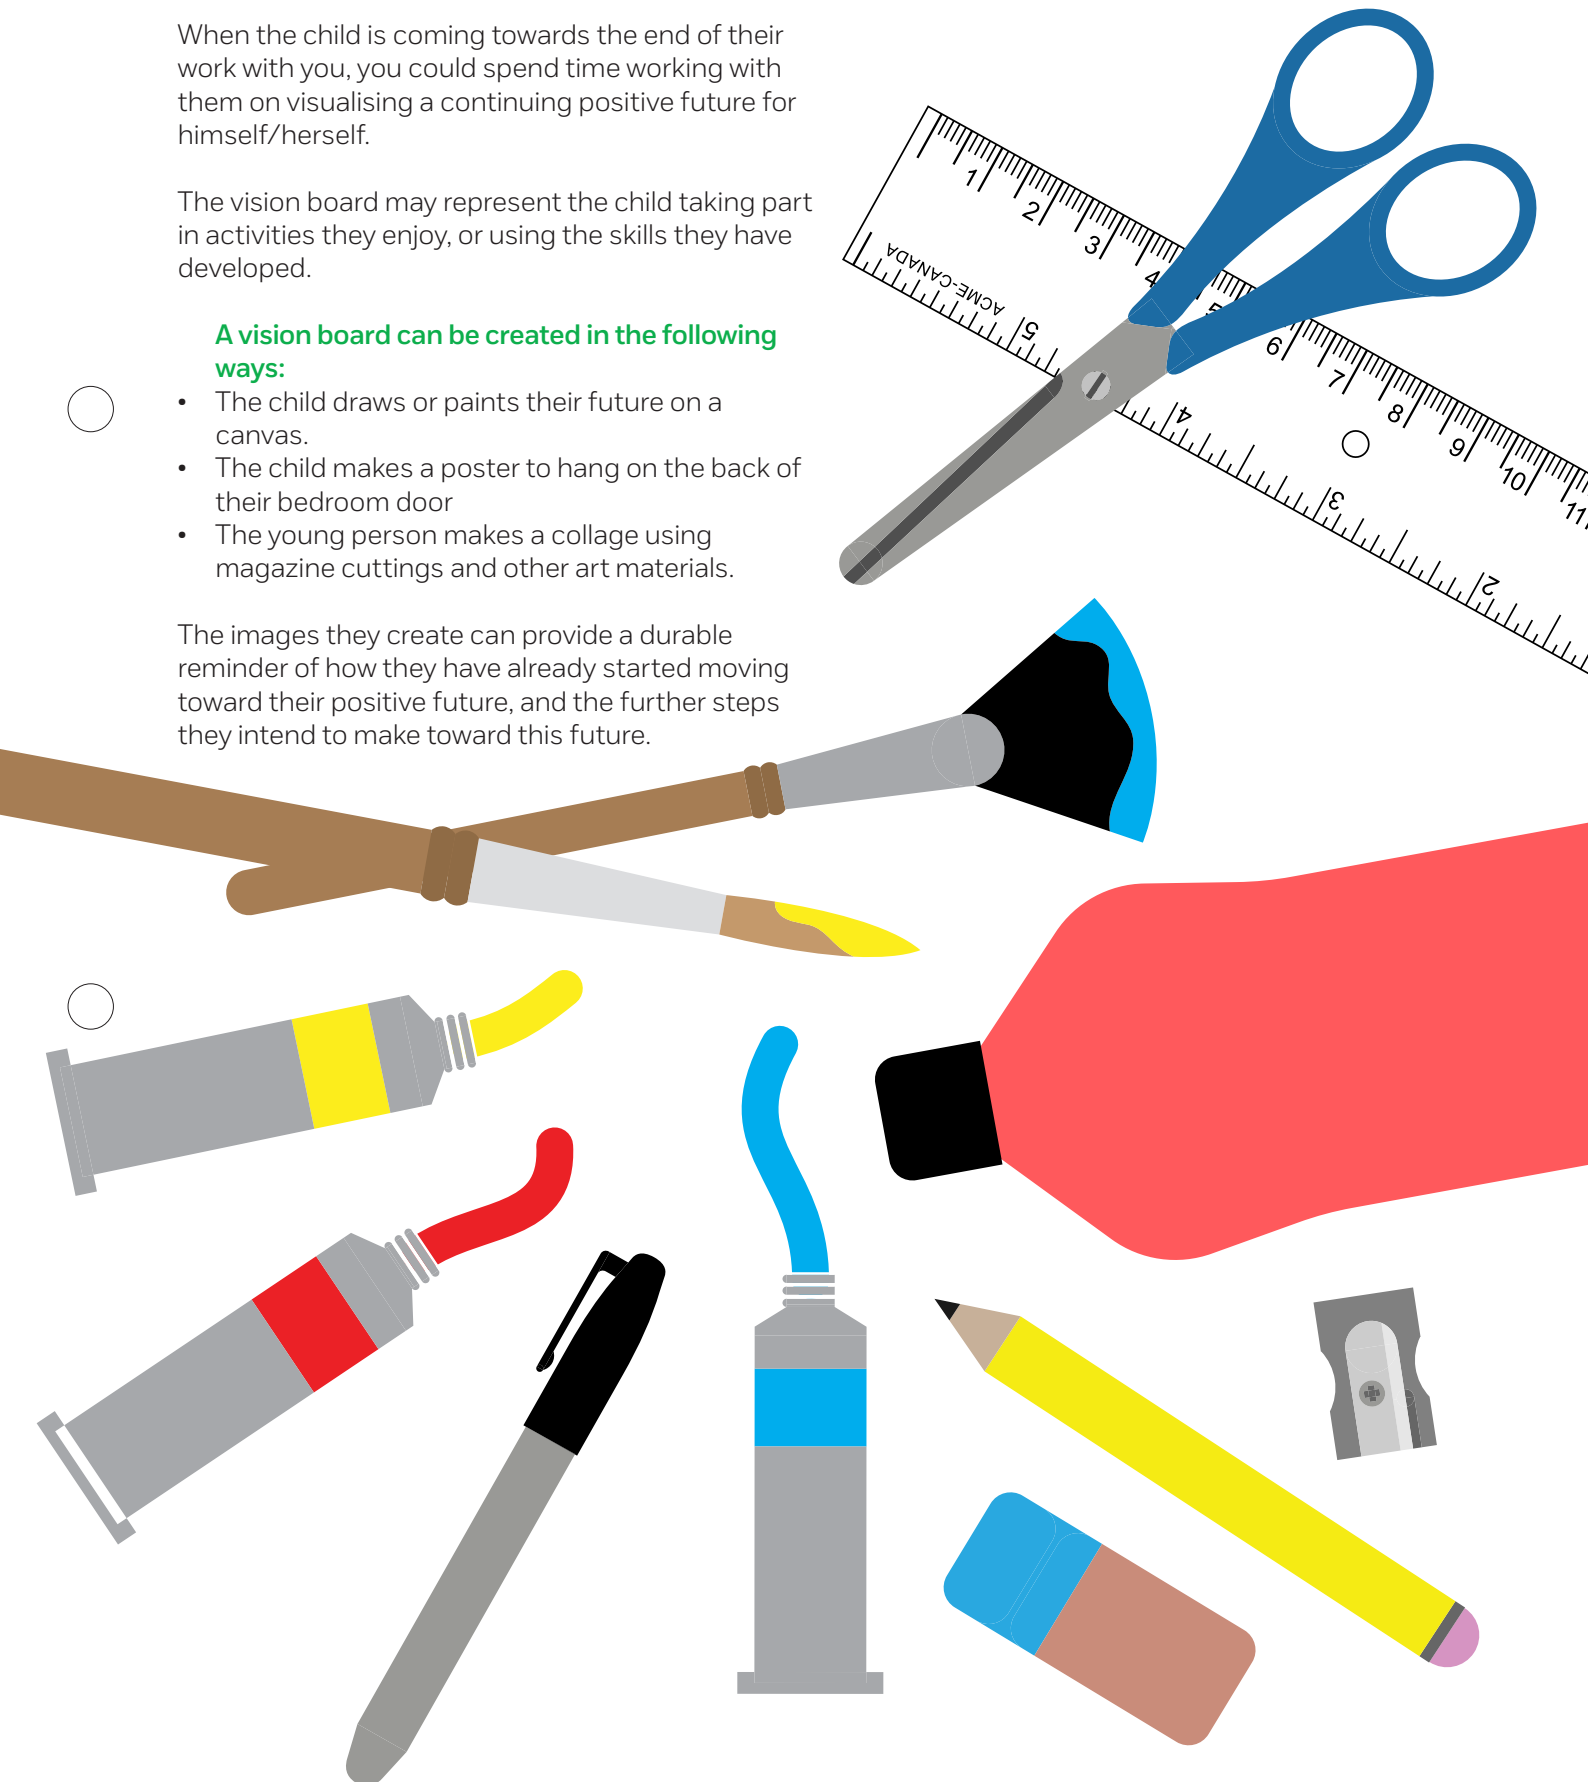 When the child is coming towards the end of their
work with you, you could spend time working with
them on visualising a continuing positive future for
himself/herself.
The vision board may represent the child taking part
in activities they enjoy, or using the skills they have
developed.
A vision board can be created in the following
ways:
• The child draws or paints their future on a
canvas.
• The child makes a poster to hang on the back of
their bedroom door
• The young person makes a collage using
magazine cuttings and other art materials.
The images they create can provide a durable
reminder of how they have already started moving
toward their positive future, and the further steps
they intend to make toward this future.
1 2 3 4 5 6 7 8 9 10 11
ACME-CANADA
5 4 3 2